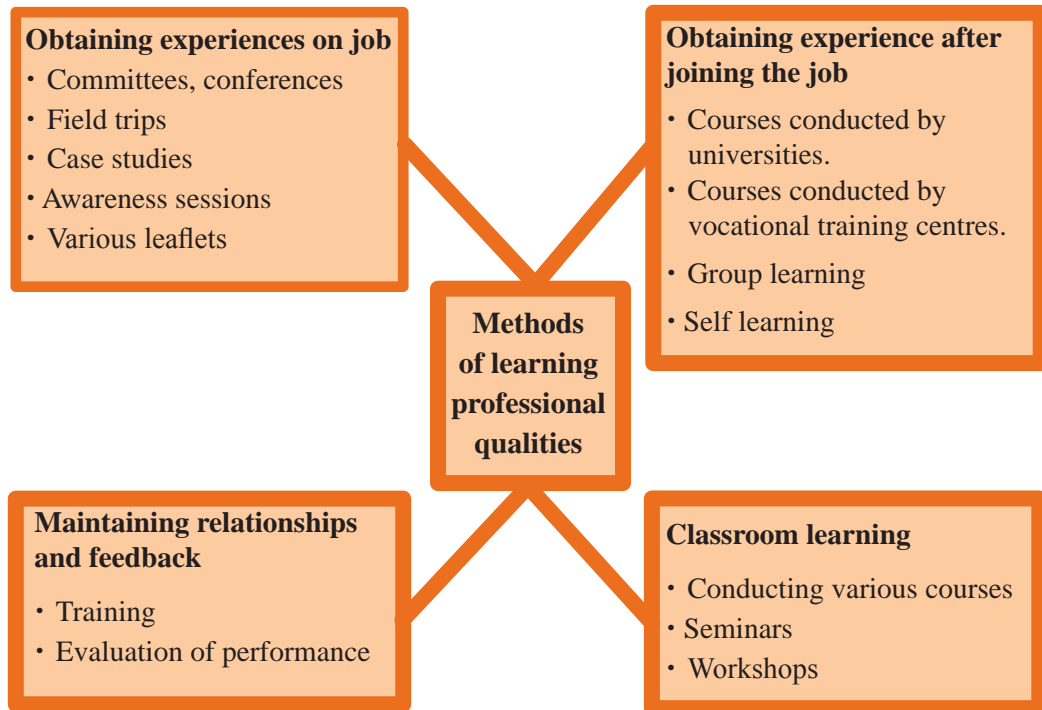 Obtaining experiences on job
· Committees, conferences
· Field trips
· Case studies
· Awareness sessions
· Various leaflets
Obtaining experience after
joining the job
· Courses conducted by
universities.
· Courses conducted by
vocational training centres.
· Group learning
· Self learning
Methods
of learning
professional
qualities
Maintaining relationships
and feedback
· Training
· Evaluation of performance
Classroom learning
· Conducting various courses
· Seminars
· Workshops